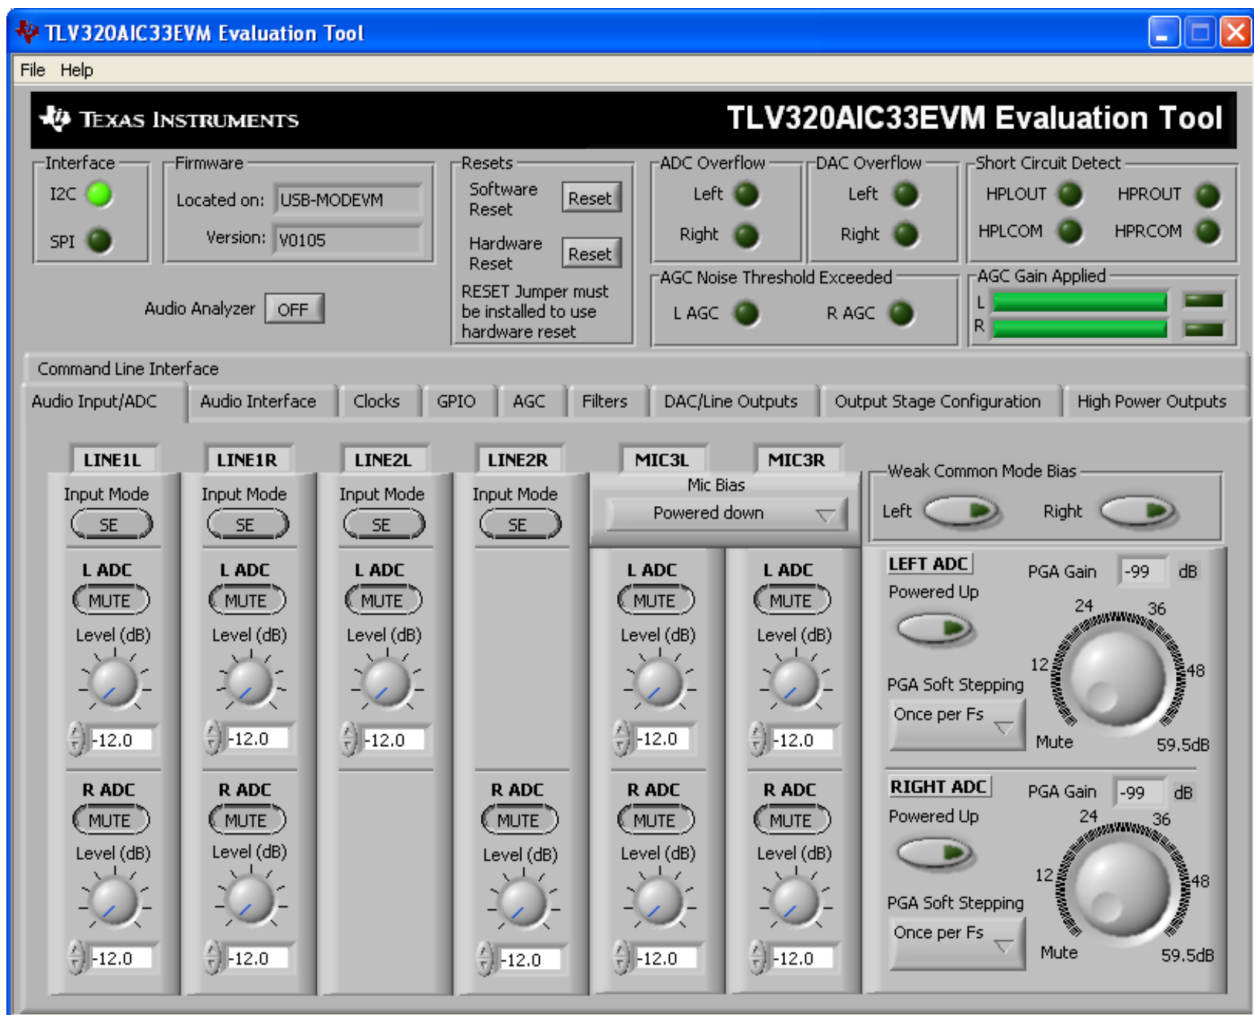 TLV320AIC33EVM Evaluation Tool
File Help
TEXAS INSTRUMENTS
TLV320AIC33EVM Evaluation Tool
Interface
I2C
SPI
Firmware
Located on: USB-MODEVM
Version: V0105
Audio Analyzer OFF
Resets
Software Reset Reset
Hardware Reset Reset
RESET Jumper must
be installed to use
hardware reset
ADC Overflow
Left
Right
DAC Overflow
Left
Right
Short Circuit Detect
HPLOUT HPROUT
HPLCOM HPRCOM
AGC Noise Threshold Exceeded
L AGC R AGC
AGC Gain Applied
L
R
Command Line Interface
Audio Input/ADC Audio Interface Clocks GPIO AGC Filters DAC/Line Outputs Output Stage Configuration High Power Outputs
LINE1L LINE1R LINE2L LINE2R MIC3L MIC3R
Input Mode Input Mode Input Mode Input Mode
SE SE SE SE
Mic Bias
Powered down
L ADC L ADC L ADC L ADC L ADC
MUTE MUTE MUTE MUTE MUTE
Level (dB) Level (dB) Level (dB) Level (dB) Level (dB)
-12.0 -12.0 -12.0 -12.0 -12.0
R ADC R ADC R ADC R ADC R ADC
MUTE MUTE MUTE MUTE MUTE
Level (dB) Level (dB) Level (dB) Level (dB) Level (dB)
-12.0 -12.0 -12.0 -12.0 -12.0
Weak Common Mode Bias
Left Right
LEFT ADC
Powered Up
PGA Soft Stepping
Once per Fs
PGA Gain -99 dB
24 36
12 48
Mute 59.5dB
RIGHT ADC
Powered Up
PGA Soft Stepping
Once per Fs
PGA Gain -99 dB
24 36
12 48
Mute 59.5dB